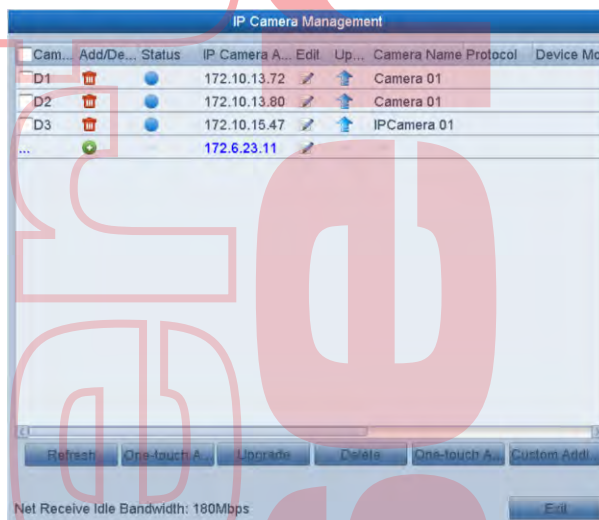 IP Camera Management
Cam... Add/De... Status IP Camera A... Edit Up... Camera Name Protocol Device Mo
D1 172.10.13.72 Camera 01
D2 172.10.13.80 Camera 01
D3 172.10.15.47 IPCamera 01
... 172.6.23.11
Refresh One-touch A... Upgrade Delete One-touch A... Custom Addi...
Net Receive Idle Bandwidth: 180Mbps Exit